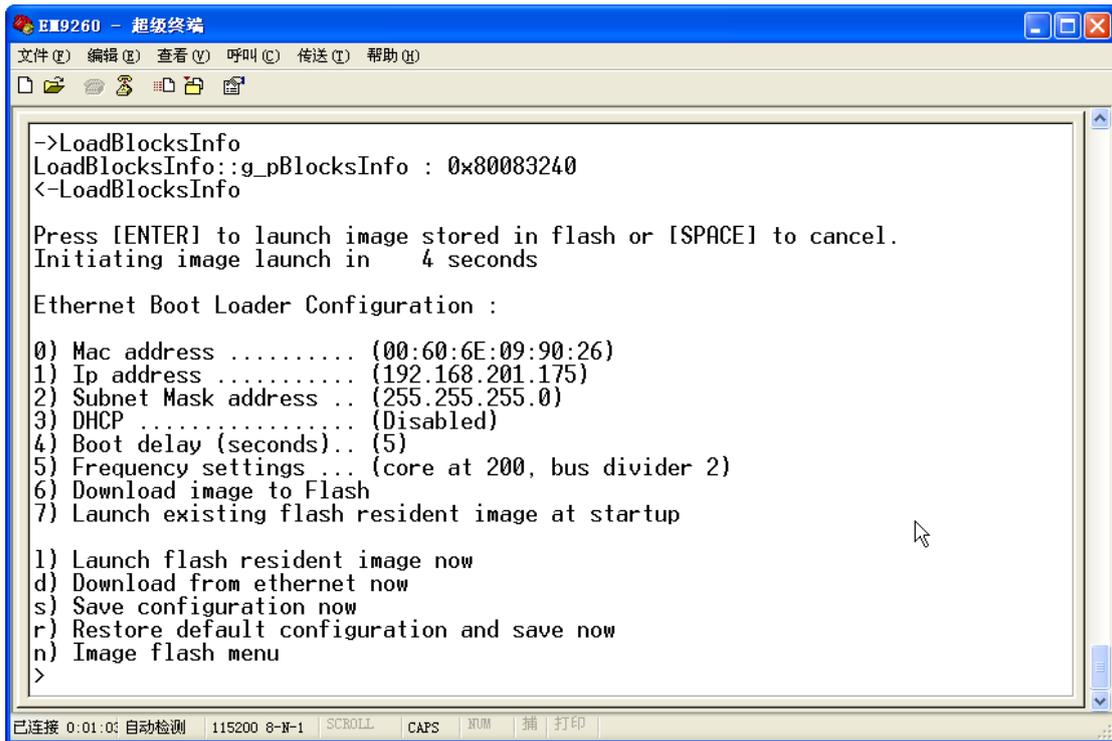 EM9260 - 超级终端
文件(F) 编辑(E) 查看(V) 呼叫(C) 传送(T) 帮助(H)
->LoadBlocksInfo
LoadBlocksInfo::g_pBlocksInfo : 0x80083240
<-LoadBlocksInfo
Press [ENTER] to launch image stored in flash or [SPACE] to cancel.
Initiating image launch in    4 seconds
Ethernet Boot Loader Configuration :
0) Mac address .......... (00:60:6E:09:90:26)
1) Ip address ........... (192.168.201.175)
2) Subnet Mask address .. (255.255.255.0)
3) DHCP ................. (Disabled)
4) Boot delay (seconds).. (5)
5) Frequency settings ... (core at 200, bus divider 2)
6) Download image to Flash
7) Launch existing flash resident image at startup
l) Launch flash resident image now
d) Download from ethernet now
s) Save configuration now
r) Restore default configuration and save now
n) Image flash menu
>
已连接 0:01:03 自动检测 115200 8-N-1 SCROLL CAPS NUM 捕 打印